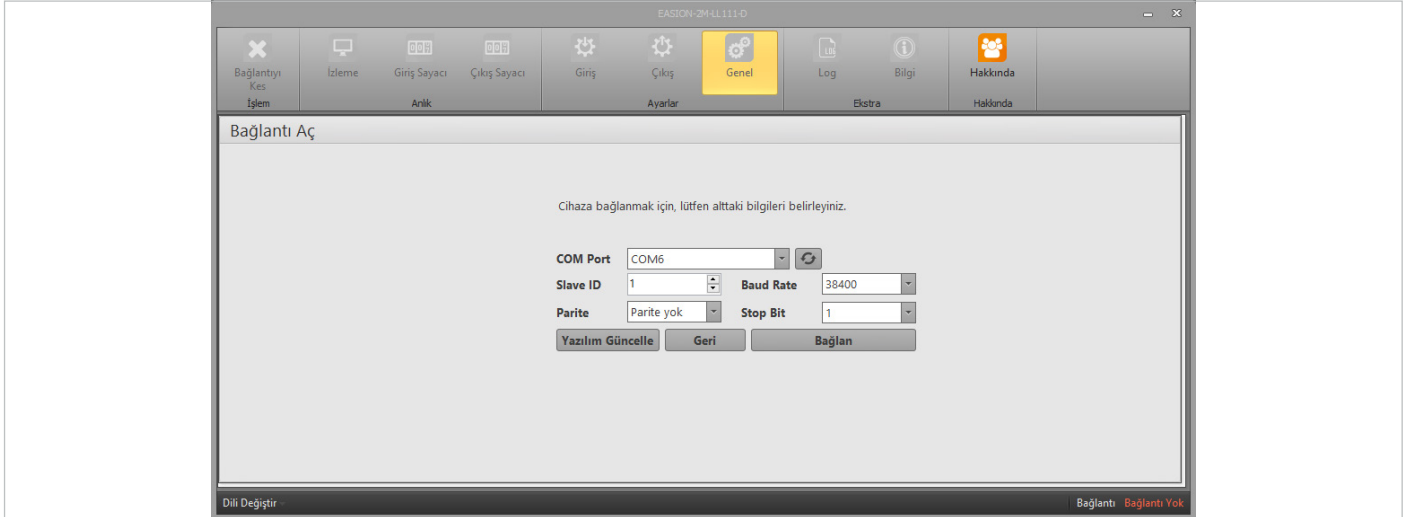 EASION-2M-LL111-D
Bağlantıyı Kes
İzleme
Giriş Sayacı
Çıkış Sayacı
Giriş
Çıkış
Genel
Log
Bilgi
Hakkında
İşlem
Anlık
Ayarlar
Ekstra
Hakkında
Bağlantı Aç
Cihaza bağlanmak için, lütfen alttaki bilgileri belirleyiniz.
COM Port COM6
Slave ID 1 Baud Rate 38400
Parite Parite yok Stop Bit 1
Yazılım Güncelle Geri Bağlan
Dili Değiştir Bağlantı Bağlantı Yok